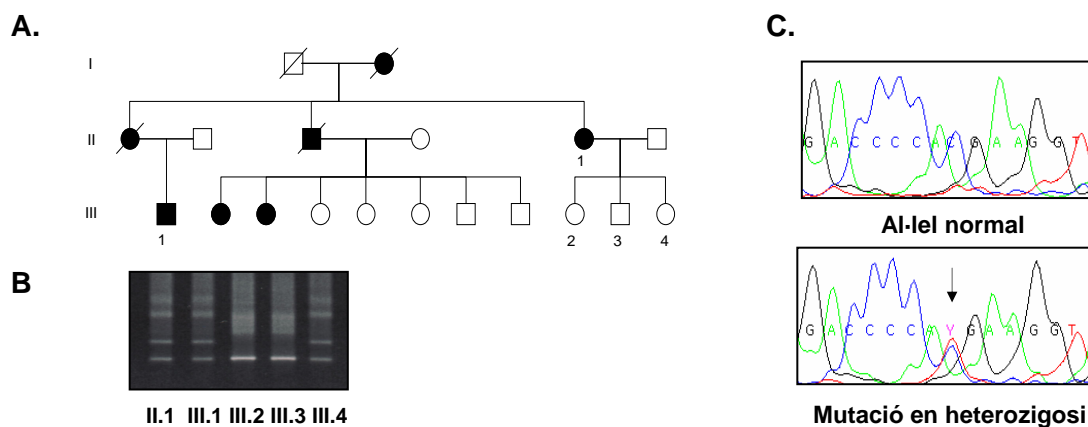 A.
I
II
1
III
1
2
3
4
B
II.1 III.1 III.2 III.3 III.4
C.
G A C C C C A C G A A G G T
Al·lel normal
G A C C C C A Y G A A G G T
Mutació en heterozigosi